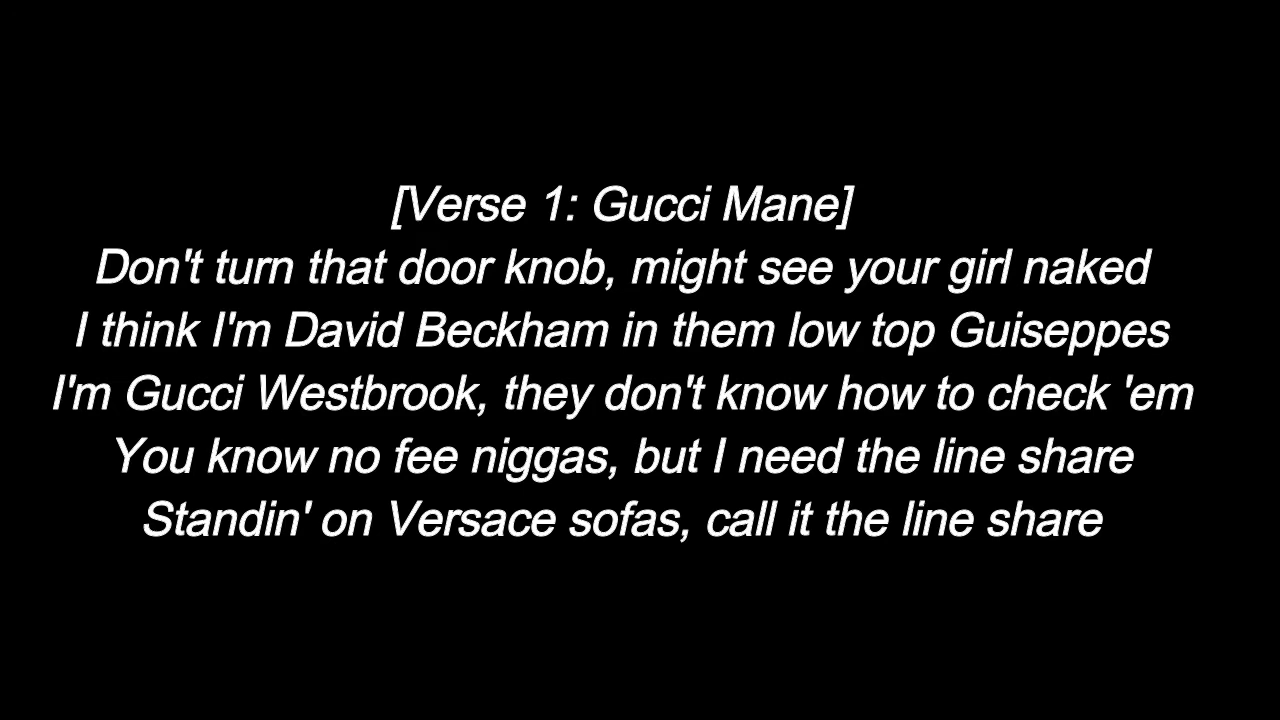 [Verse 1: Gucci Mane]
Don't turn that door knob, might see your girl naked
I think I'm David Beckham in them low top Guiseppes
I'm Gucci Westbrook, they don't know how to check 'em
You know no fee niggas, but I need the line share
Standin' on Versace sofas, call it the line share